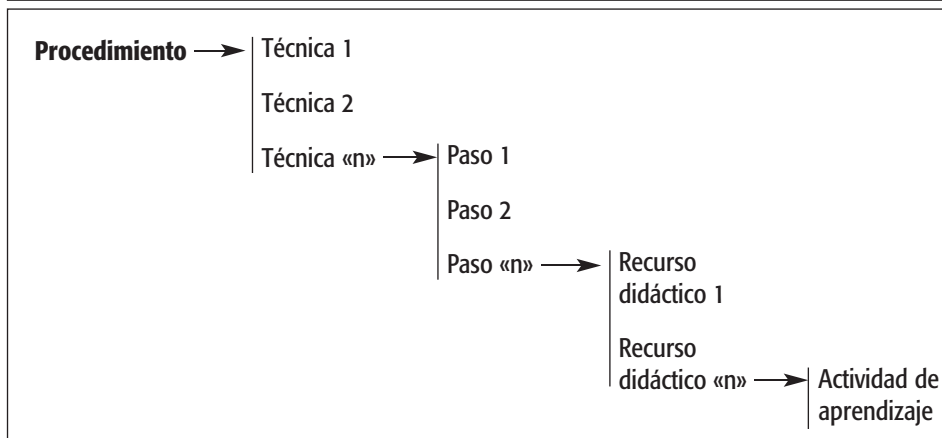 Procedimiento
Técnica 1
Técnica 2
Técnica «n»
Paso 1
Paso 2
Paso «n»
Recurso
didáctico 1
Recurso
didáctico «n»
Actividad de
aprendizaje